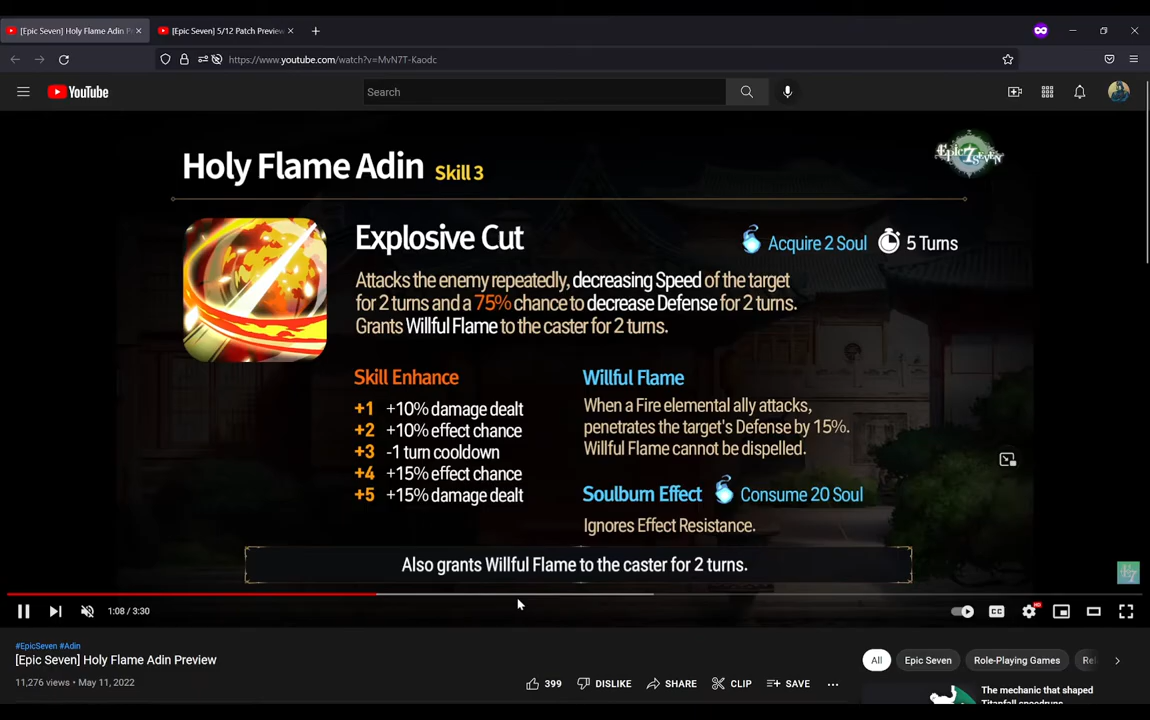 [Epic Seven] Holy Flame Adin P
[Epic Seven] 5/12 Patch Preview
https://www.youtube.com/watch?v=MvN7T-Kaodc
YouTube
Search
Epic7 Seven
Holy Flame Adin Skill 3
Explosive Cut
Acquire 2 Soul 5 Turns
Attacks the enemy repeatedly, decreasing Speed of the target
for 2 turns and a 75% chance to decrease Defense for 2 turns.
Grants Willful Flame to the caster for 2 turns.
Skill Enhance
+1 +10% damage dealt
+2 +10% effect chance
+3 -1 turn cooldown
+4 +15% effect chance
+5 +15% damage dealt
Willful Flame
When a Fire elemental ally attacks,
penetrates the target's Defense by 15%.
Willful Flame cannot be dispelled.
Soulburn Effect Consume 20 Soul
Ignores Effect Resistance.
Also grants Willful Flame to the caster for 2 turns.
1:08 / 3:30
CC
HD
#EpicSeven #Adin
[Epic Seven] Holy Flame Adin Preview
11,276 views • May 11, 2022
399
DISLIKE
SHARE
CLIP
SAVE
All
Epic Seven
Role-Playing Games
Rel
The mechanic that shaped
Titanfall speedruns